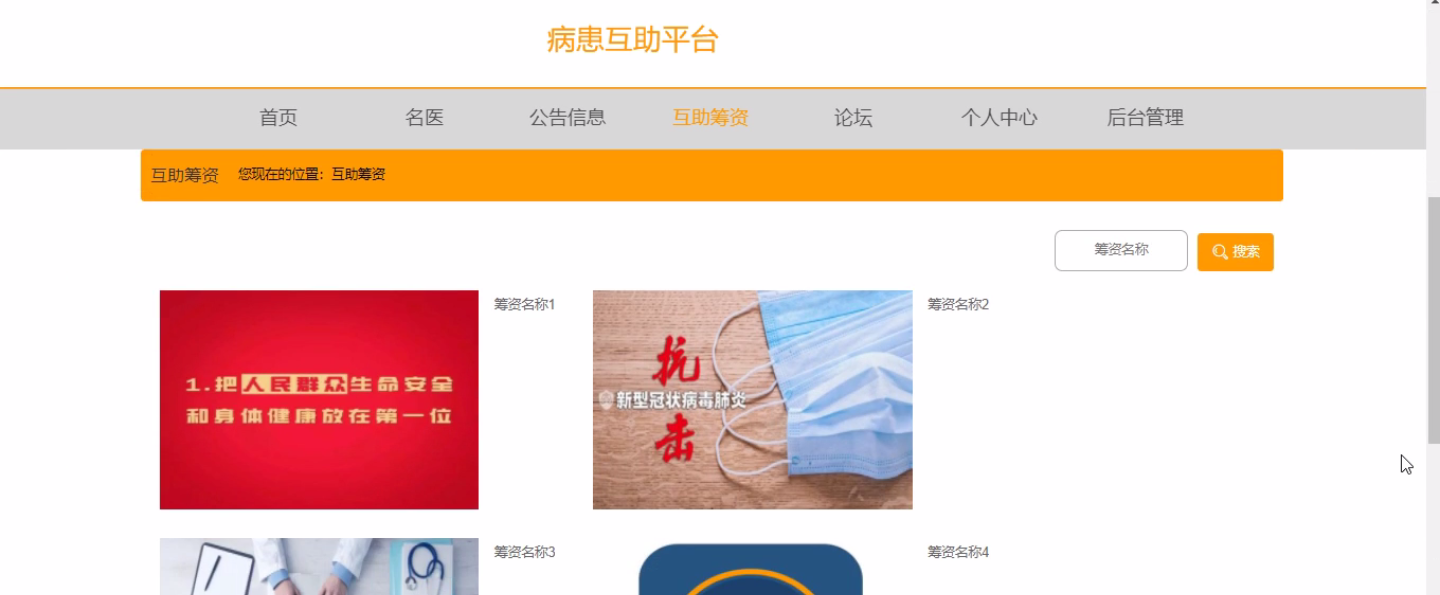 病患互助平台
首页 名医 公告信息 互助筹资 论坛 个人中心 后台管理
互助筹资 您现在的位置：互助筹资
筹资名称 搜索
筹资名称1
1.把人民群众生命安全
和身体健康放在第一位
筹资名称2
抗
新型冠状病毒肺炎
击
筹资名称3
筹资名称4